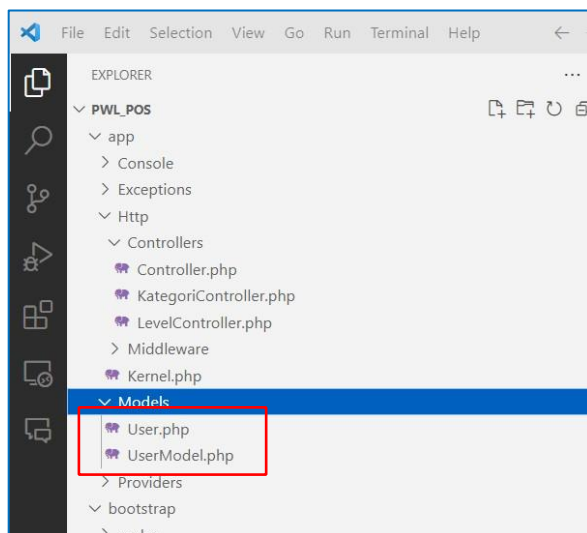 File Edit Selection View Go Run Terminal Help
EXPLORER
PWL_POS
app
Console
Exceptions
Http
Controllers
Controller.php
KategoriController.php
LevelController.php
Middleware
Kernel.php
Models
User.php
UserModel.php
Providers
bootstrap